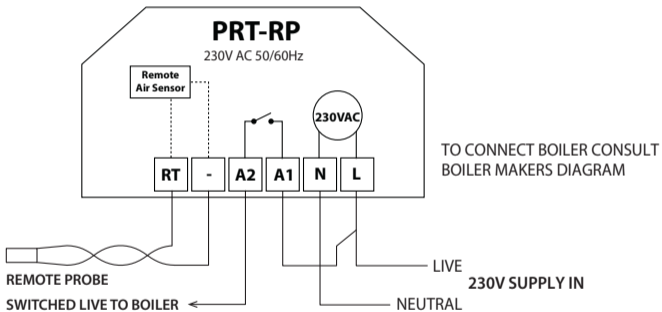 PRT-RP
230V AC 50/60Hz
Remote
Air Sensor
230VAC
RT
-
A2
A1
N
L
TO CONNECT BOILER CONSULT
BOILER MAKERS DIAGRAM
REMOTE PROBE
LIVE
230V SUPPLY IN
SWITCHED LIVE TO BOILER
NEUTRAL